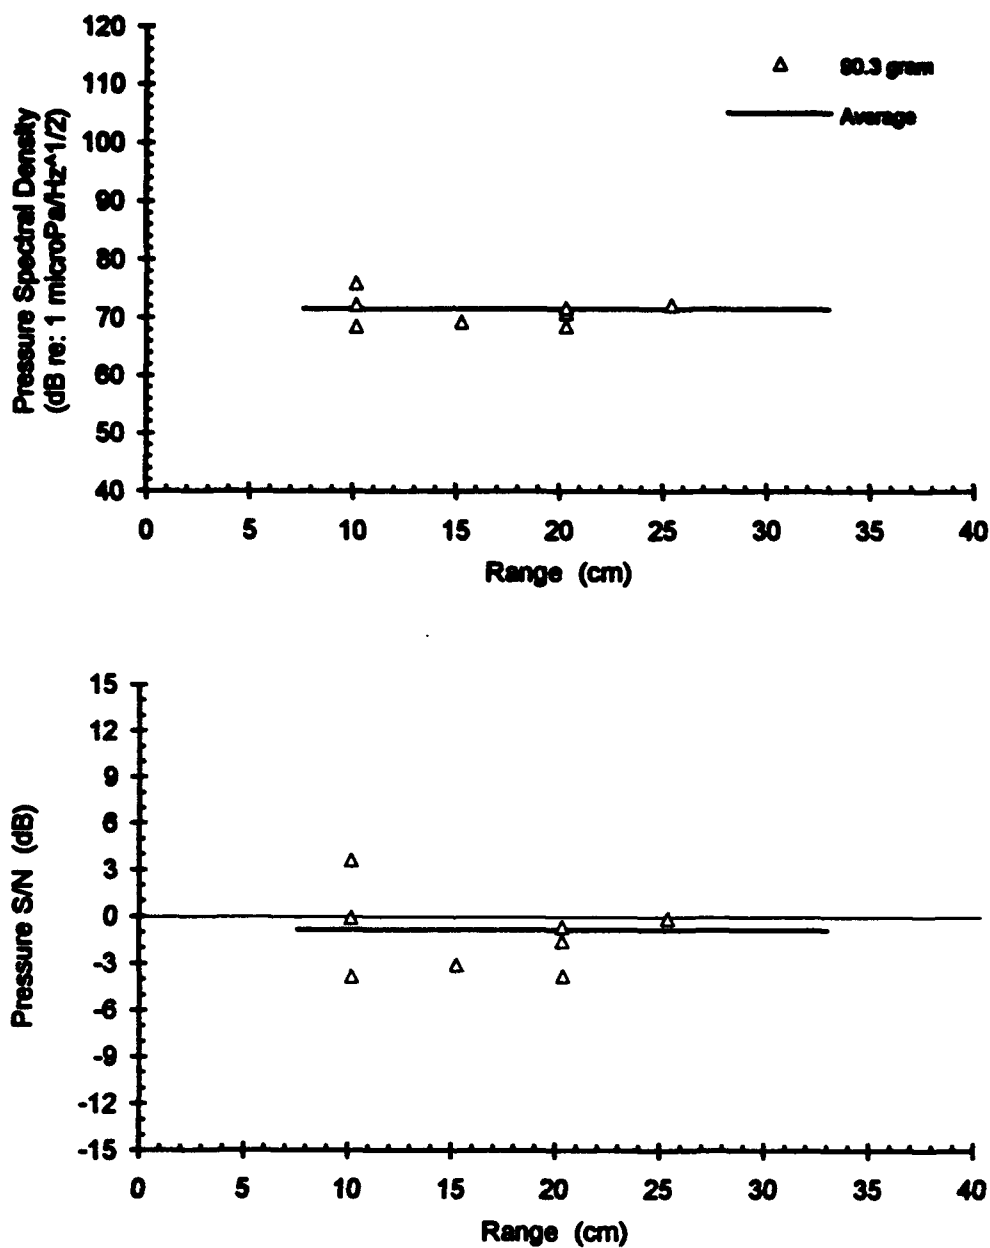 120
110
100
90
80
70
60
50
40
Pressure Spectral Density
(dB re: 1 microPa/Hz^1/2)
90.3 gram
Average
0 5 10 15 20 25 30 35 40
Range (cm)
15
12
9
6
3
0
-3
-6
-9
-12
-15
Pressure S/N (dB)
0 5 10 15 20 25 30 35 40
Range (cm)